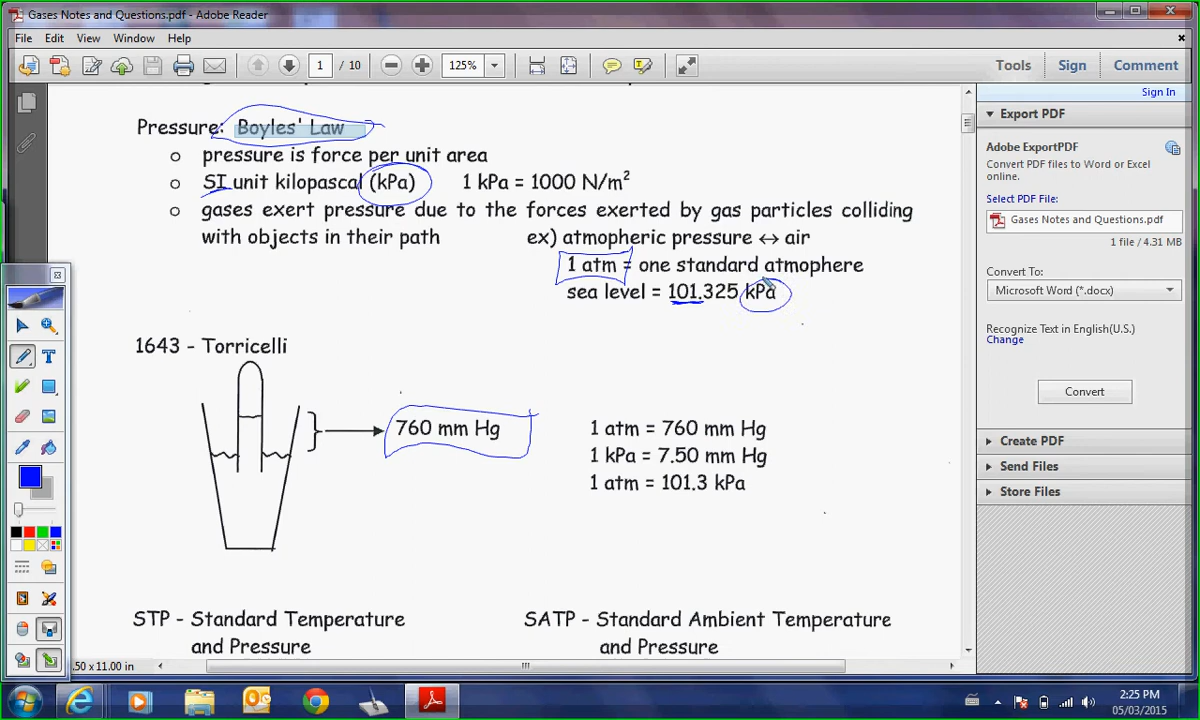 Gases Notes and Questions.pdf - Adobe Reader
File Edit View Window Help
1 / 10 125% Tools Sign Comment
Sign In
Pressure: Boyles' Law
o pressure is force per unit area
o SI unit kilopascal (kPa) 1 kPa = 1000 N/m²
o gases exert pressure due to the forces exerted by gas particles colliding
with objects in their path ex) atmopheric pressure ↔ air
1 atm = one standard atmophere
sea level = 101.325 kPa
1643 - Torricelli
760 mm Hg
1 atm = 760 mm Hg
1 kPa = 7.50 mm Hg
1 atm = 101.3 kPa
STP - Standard Temperature
and Pressure
SATP - Standard Ambient Temperature
and Pressure
Export PDF
Adobe ExportPDF
Convert PDF files to Word or Excel
online.
Select PDF File:
Gases Notes and Questions.pdf
1 file / 4.31 MB
Convert To:
Microsoft Word (*.docx)
Recognize Text in English(U.S.)
Change
Convert
Create PDF
Send Files
Store Files
.50 x 11.00 in
2:25 PM
05/03/2015